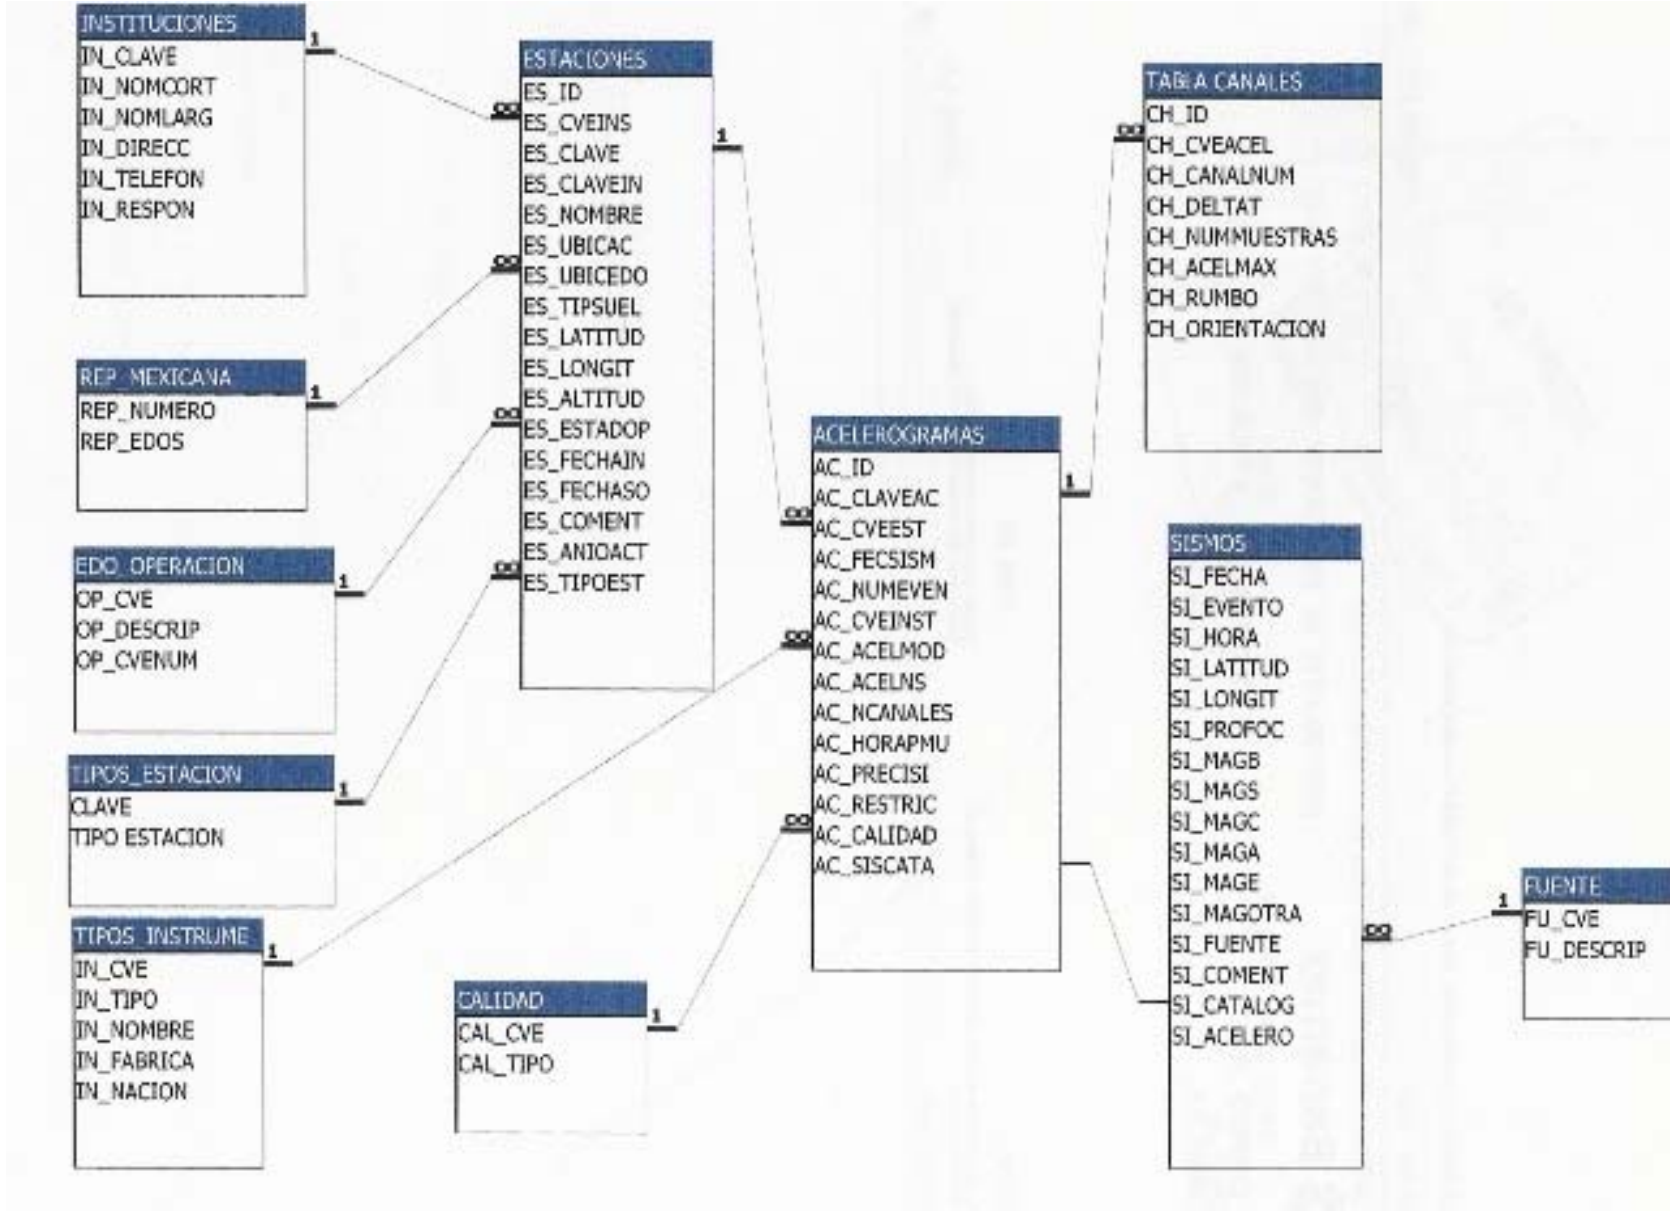 INSTITUCIONES
IN_CLAVE
IN_NOMCORT
IN_NOMLARG
IN_DIRECC
IN_TELEFON
IN_RESPON
1
REP_MEXICANA
REP_NUMERO
REP_EDOS
1
EDO_OPERACION
OP_CVE
OP_DESCRIP
OP_CVENUM
1
TIPOS_ESTACION
CLAVE
TIPO ESTACION
1
TIPOS_INSTRUME
IN_CVE
IN_TIPO
IN_NOMBRE
IN_FABRICA
IN_NACION
1
ESTACIONES
ES_ID
∞ ES_CVEINS
ES_CLAVE
ES_CLAVEIN
ES_NOMBRE
ES_UBICAC
∞ ES_UBICEDO
ES_TIPSUEL
ES_LATITUD
ES_LONGIT
ES_ALTITUD
∞ ES_ESTADOP
ES_FECHAIN
ES_FECHASO
ES_COMENT
ES_ANIOACT
∞ ES_TIPOEST
1
CALIDAD
CAL_CVE
CAL_TIPO
1
ACELEROGRAMAS
AC_ID
AC_CLAVEAC
∞ AC_CVEEST
AC_FECSISM
AC_NUMEVEN
AC_CVEINST
∞ AC_ACELMOD
AC_ACELNS
AC_NCANALES
AC_HORAPMU
AC_PRECISI
AC_RESTRIC
∞ AC_CALIDAD
AC_SISCATA
1
TABLA CANALES
CH_ID
∞ CH_CVEACEL
CH_CANALNUM
CH_DELTAT
CH_NUMMUESTRAS
CH_ACELMAX
CH_RUMBO
CH_ORIENTACION
SISMOS
SI_FECHA
SI_EVENTO
SI_HORA
SI_LATITUD
SI_LONGIT
SI_PROFOC
SI_MAGB
SI_MAGS
SI_MAGC
SI_MAGA
SI_MAGE
SI_MAGOTRA
SI_FUENTE ∞
SI_COMENT
SI_CATALOG
SI_ACELERO
FUENTE
1 FU_CVE
FU_DESCRIP